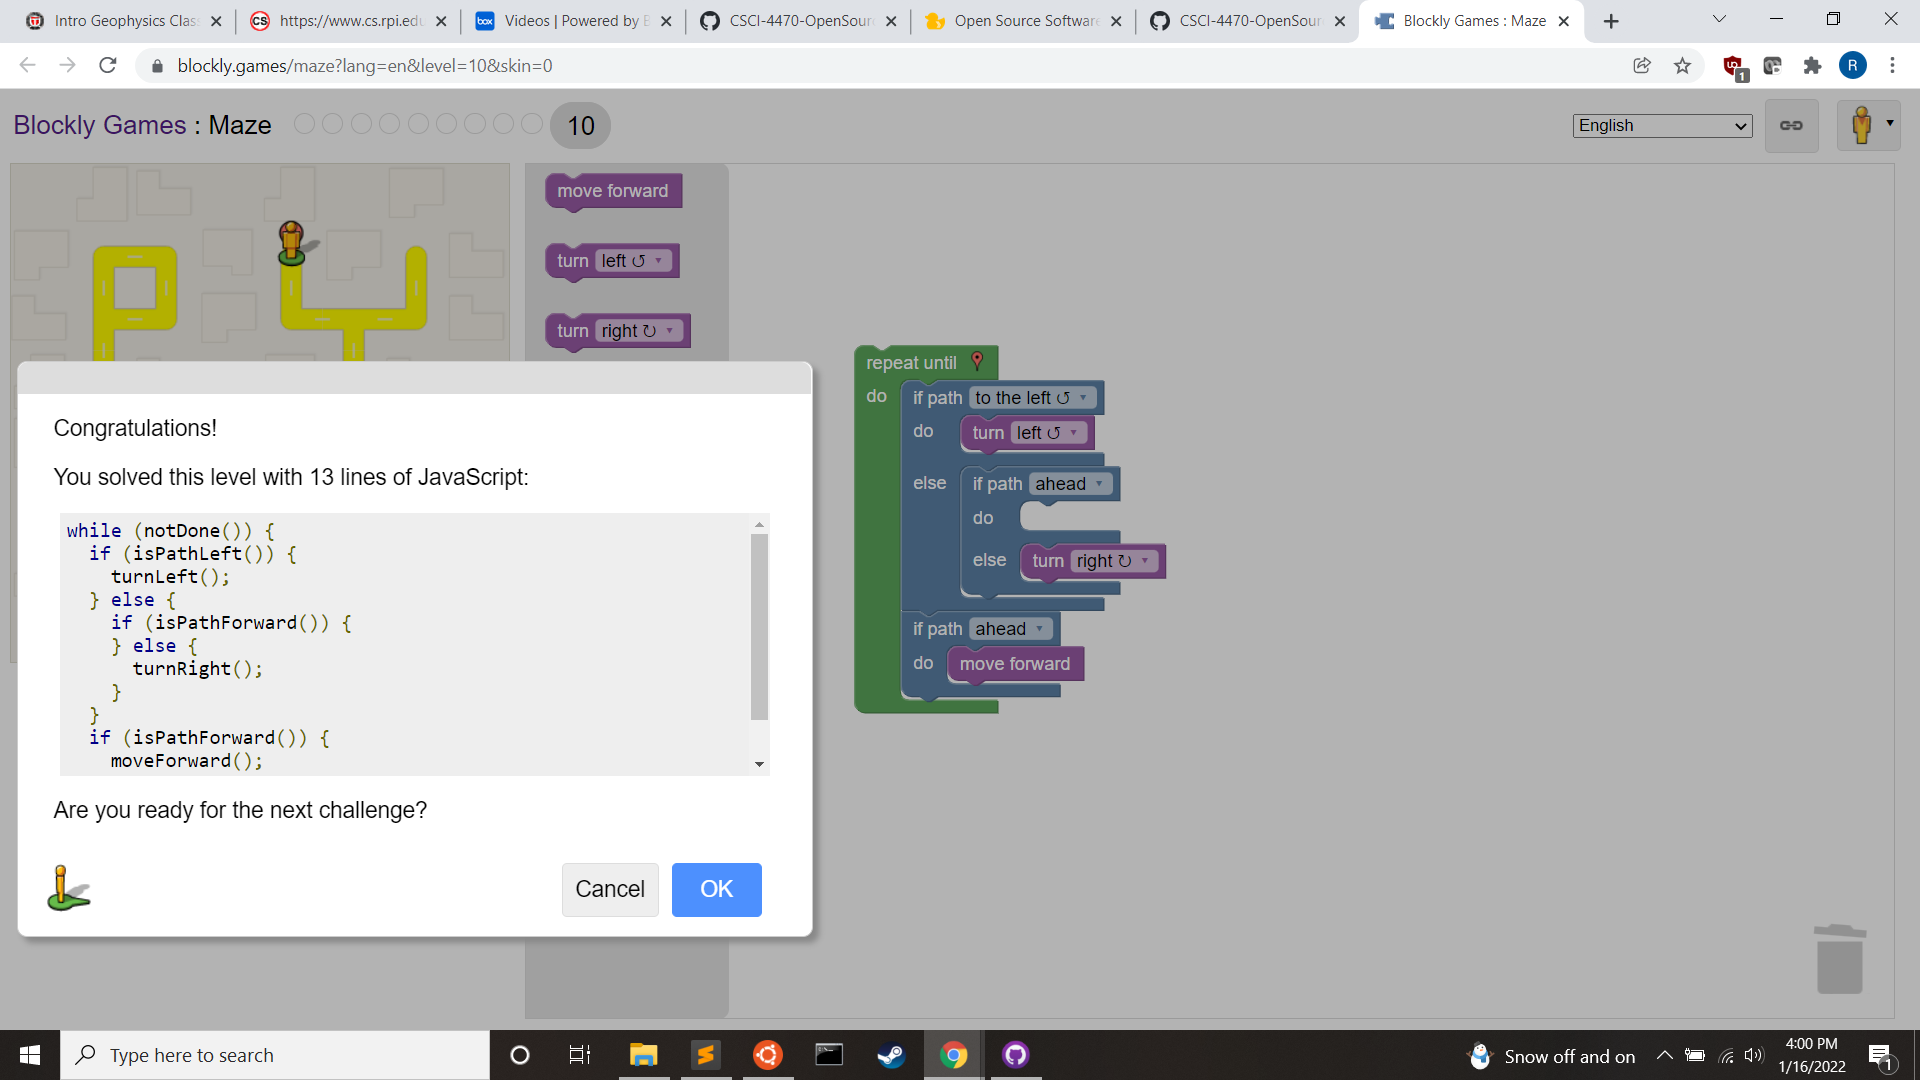 Intro Geophysics Clas
https://www.cs.rpi.edu
Videos | Powered by B
CSCI-4470-OpenSour
Open Source Software
CSCI-4470-OpenSour
Blockly Games : Maze
blockly.games/maze?lang=en&level=10&skin=0
1
R
Blockly Games : Maze
10
English
move forward
turn left ↺
turn right ↻
repeat until
do
if path to the left ↺
do
turn left ↺
else
if path ahead
do
else
turn right ↻
if path ahead
do
move forward
Congratulations!
You solved this level with 13 lines of JavaScript:
while (notDone()) {
if (isPathLeft()) {
turnLeft();
} else {
if (isPathForward()) {
} else {
turnRight();
}
}
if (isPathForward()) {
moveForward();
Are you ready for the next challenge?
Cancel
OK
Type here to search
Snow off and on
4:00 PM
1/16/2022
1